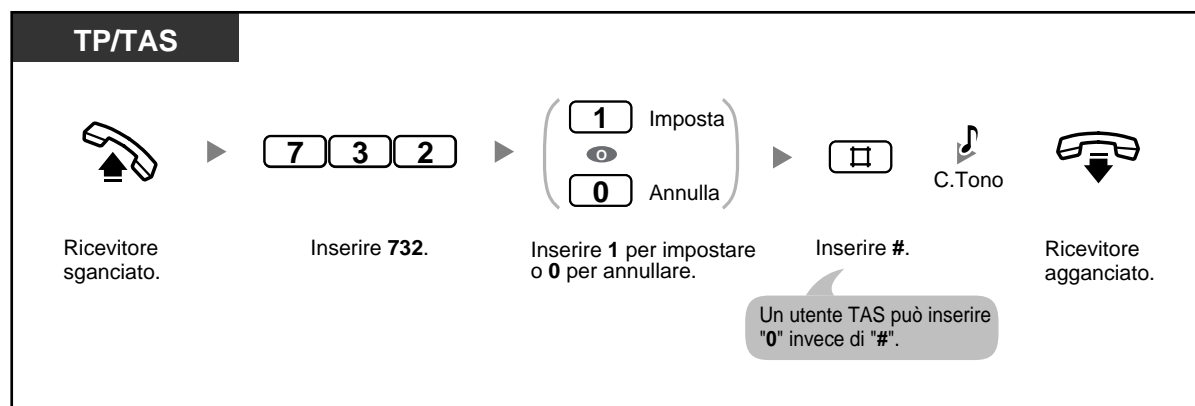 TP/TAS
7 3 2
1 Imposta
o
0 Annulla
#
C.Tono
Ricevitore
sganciato.
Inserire 732.
Inserire 1 per impostare
o 0 per annullare.
Inserire #.
Ricevitore
agganciato.
Un utente TAS può inserire
"0" invece di "#".